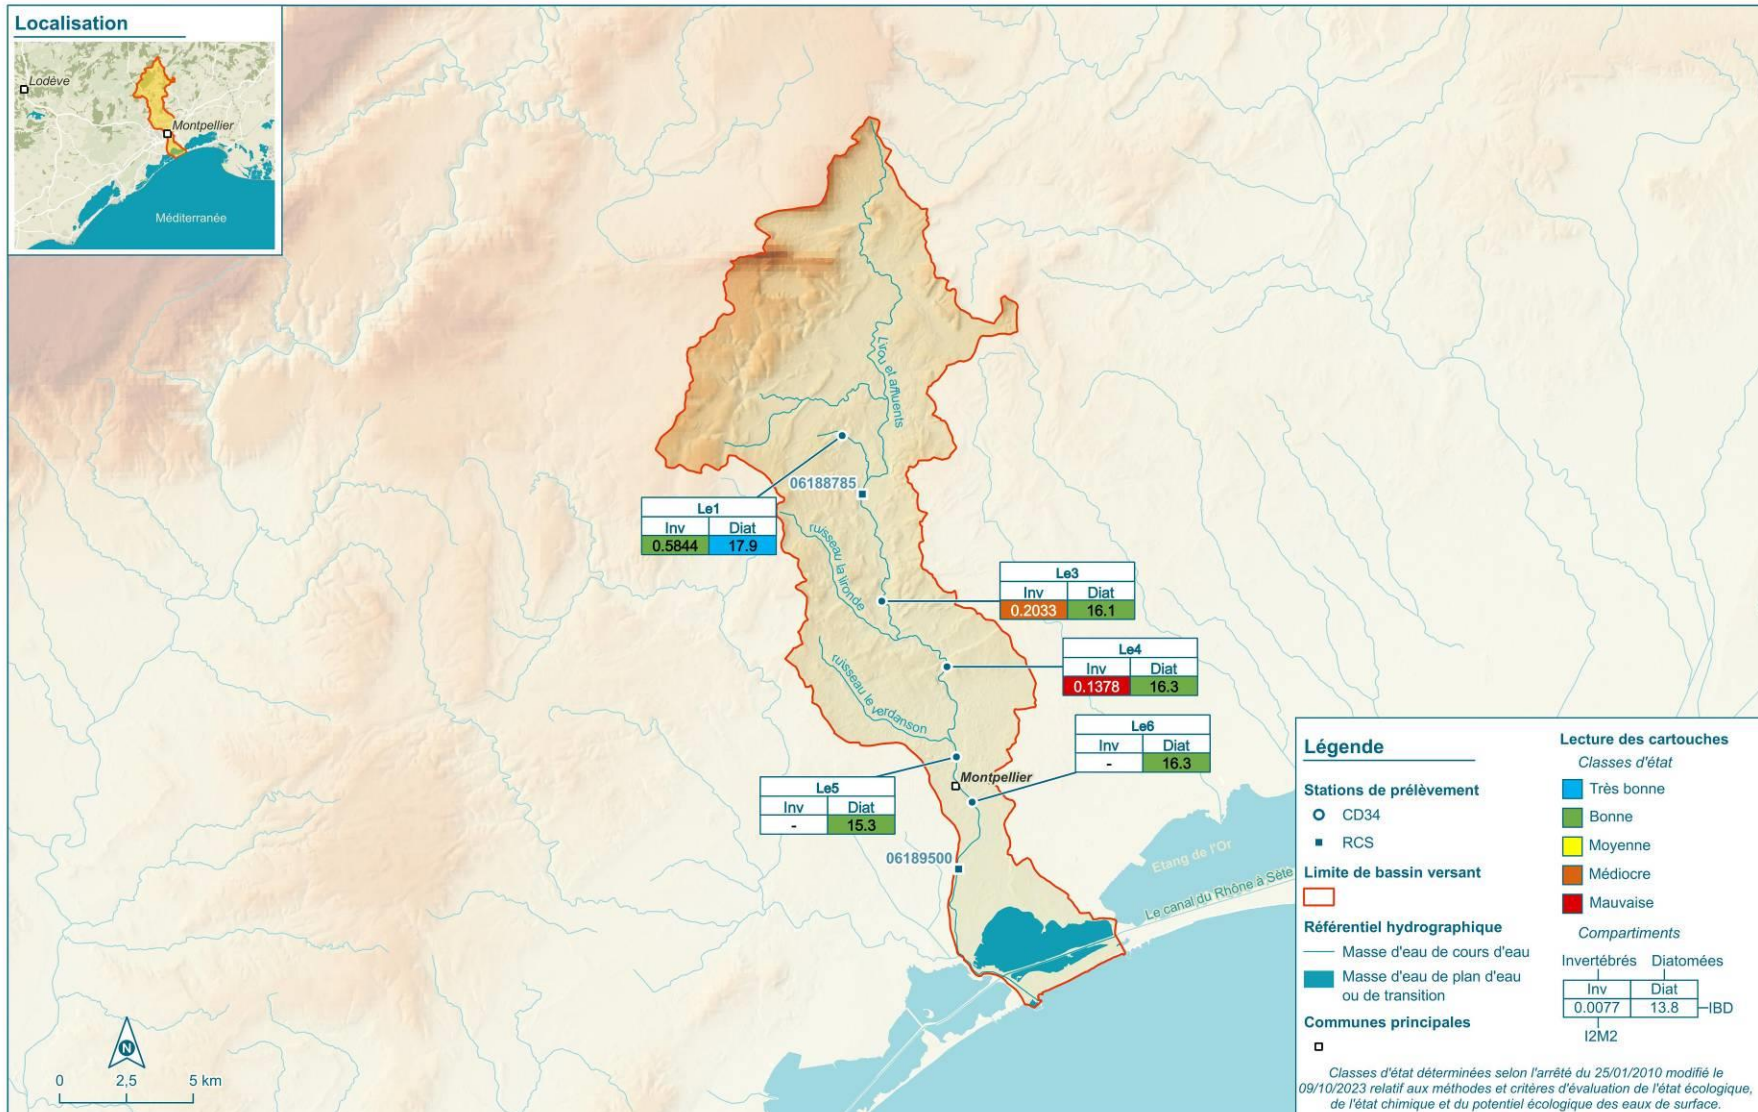 Localisation
Lodève
Montpellier
Méditerranée
Lirou et affluents
06188785
Le1
Inv Diat
0.5844 17.9
ruisseau la lironde
Le3
Inv Diat
0.2033 16.1
Le4
Inv Diat
0.1378 16.3
ruisseau le verdanson
Le6
Inv Diat
- 16.3
Montpellier
Le5
Inv Diat
- 15.3
06189500
Etang de l'Or
Le canal du Rhône à Sète
N
0 2,5 5 km
Légende
Stations de prélèvement
CD34
RCS
Limite de bassin versant
Référentiel hydrographique
Masse d'eau de cours d'eau
Masse d'eau de plan d'eau
ou de transition
Communes principales
Lecture des cartouches
Classes d'état
Très bonne
Bonne
Moyenne
Médiocre
Mauvaise
Compartiments
Invertébrés Diatomées
Inv Diat
0.0077 13.8 IBD
I2M2
Classes d'état déterminées selon l'arrêté du 25/01/2010 modifié le
09/10/2023 relatif aux méthodes et critères d'évaluation de l'état écologique,
de l'état chimique et du potentiel écologique des eaux de surface.